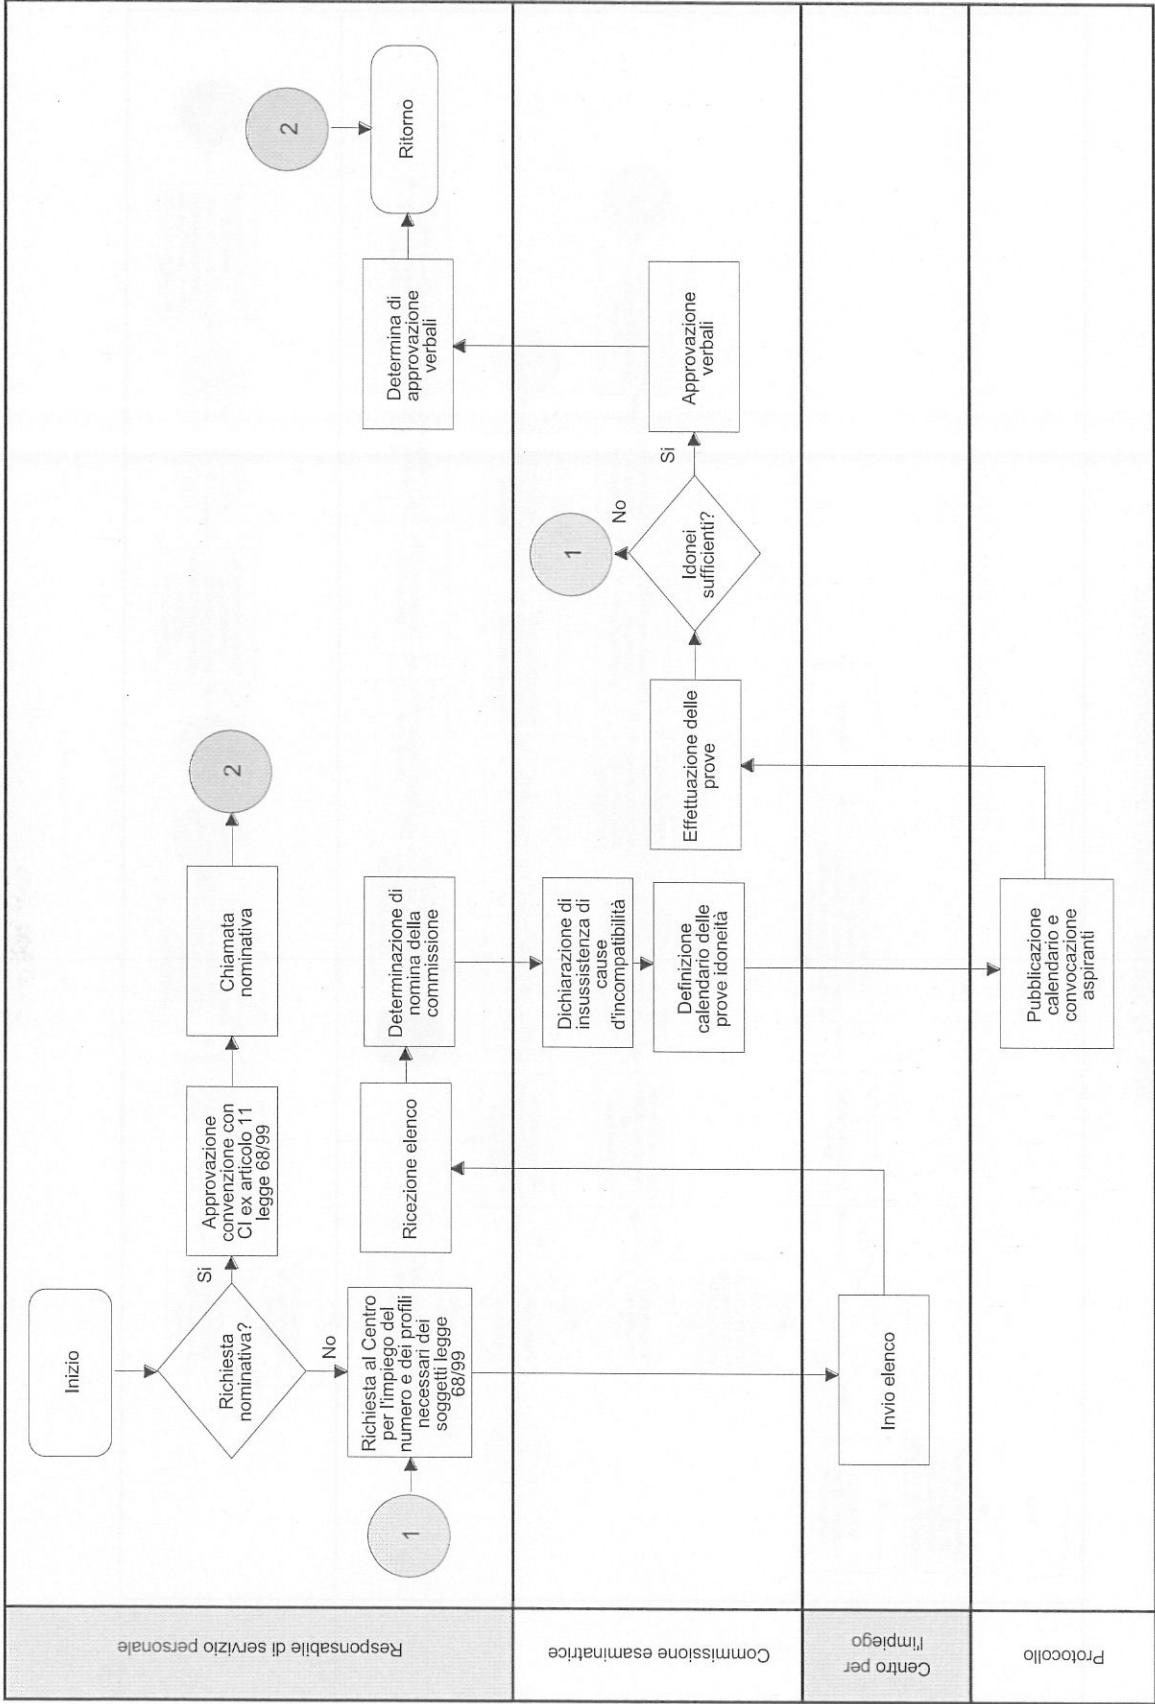 Responsabile di servizio personale
Inizio
Richiesta
nominativa?
Si
No
Approvazione
convenzione con
CI ex articolo 11
legge 68/99
Chiamata
nominativa
2
1
Richiesta al Centro
per l'impiego del
numero e dei profili
necessari dei
soggetti legge
68/99
Ricezione elenco
Determinazione di
nomina della
commissione
Determina di
approvazione
verbali
2
Ritorno
Commissione esaminatrice
Dichiarazione di
insussistenza di
cause
d'incompatibilità
Definizione
calendario delle
prove idoneità
Effettuazione delle
prove
Idonei
sufficienti?
No
1
Si
Approvazione
verbali
Centro per
l'impiego
Invio elenco
Protocollo
Pubblicazione
calendario e
convocazione
aspiranti